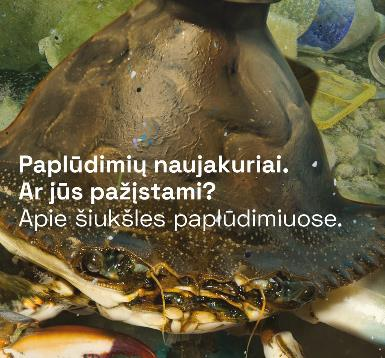 Paplūdimių naujakuriai.
Ar jūs pažįstami?
Apie šiukšles paplūdimiuose.